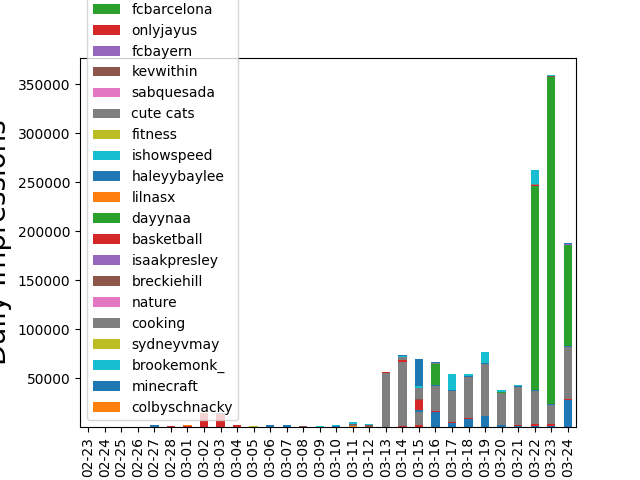 fcbarcelona
onlyjayus
fcbayern
kevwithin
sabquesada
cute cats
fitness
ishowspeed
haleyybaylee
lilnasx
dayynaa
basketball
isaakpresley
breckiehill
nature
cooking
sydneyvmay
brookemonk_
minecraft
colbyschnacky
Daily Impressions
350000
300000
250000
200000
150000
100000
50000
02-23
02-24
02-25
02-26
02-27
02-28
03-01
03-02
03-03
03-04
03-05
03-06
03-07
03-08
03-09
03-10
03-11
03-12
03-13
03-14
03-15
03-16
03-17
03-18
03-19
03-20
03-21
03-22
03-23
03-24